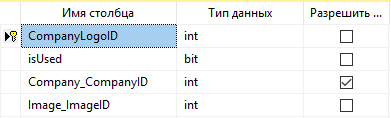 Имя столбца Тип данных Разрешить ...
CompanyLogoID int
isUsed bit
Company_CompanyID int
Image_ImageID int